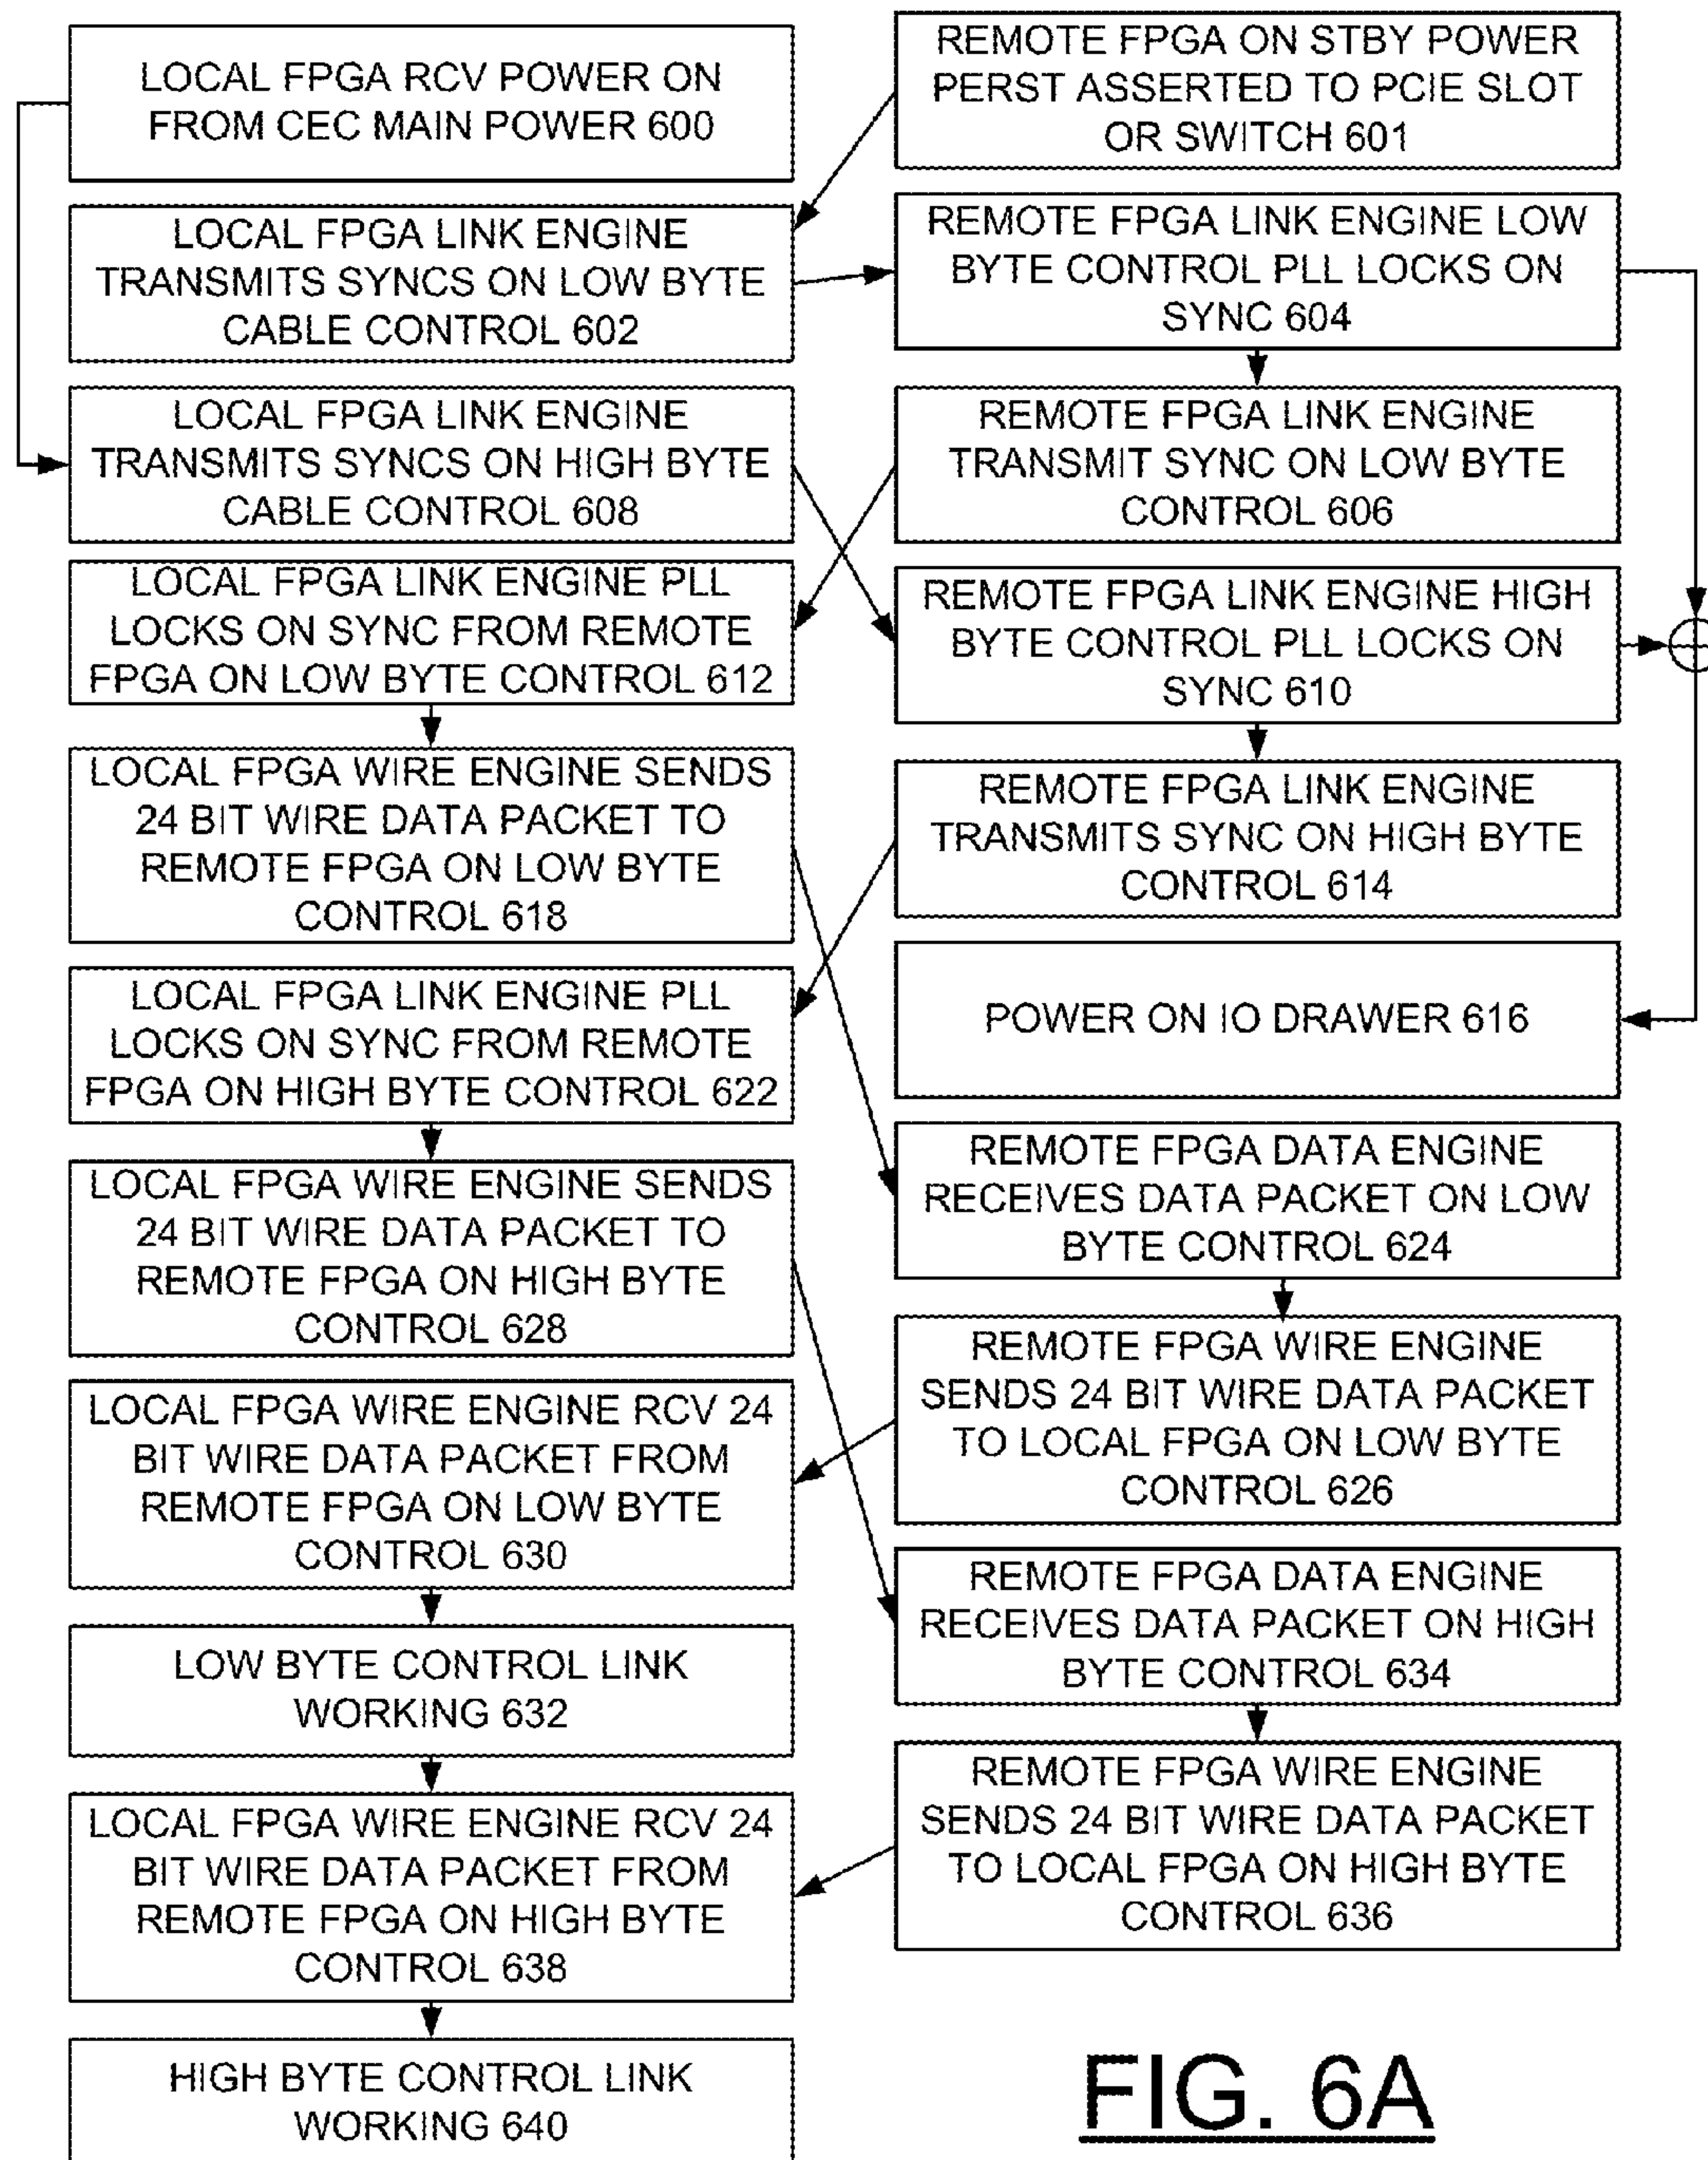 LOCAL FPGA RCV POWER ON
FROM CEC MAIN POWER 600
REMOTE FPGA ON STBY POWER
PERST ASSERTED TO PCIE SLOT
OR SWITCH 601
LOCAL FPGA LINK ENGINE
TRANSMITS SYNCS ON LOW BYTE
CABLE CONTROL 602
REMOTE FPGA LINK ENGINE LOW
BYTE CONTROL PLL LOCKS ON
SYNC 604
LOCAL FPGA LINK ENGINE
TRANSMITS SYNCS ON HIGH BYTE
CABLE CONTROL 608
REMOTE FPGA LINK ENGINE
TRANSMIT SYNC ON LOW BYTE
CONTROL 606
LOCAL FPGA LINK ENGINE PLL
LOCKS ON SYNC FROM REMOTE
FPGA ON LOW BYTE CONTROL 612
REMOTE FPGA LINK ENGINE HIGH
BYTE CONTROL PLL LOCKS ON
SYNC 610
LOCAL FPGA WIRE ENGINE SENDS
24 BIT WIRE DATA PACKET TO
REMOTE FPGA ON LOW BYTE
CONTROL 618
REMOTE FPGA LINK ENGINE
TRANSMITS SYNC ON HIGH BYTE
CONTROL 614
LOCAL FPGA LINK ENGINE PLL
LOCKS ON SYNC FROM REMOTE
FPGA ON HIGH BYTE CONTROL 622
POWER ON IO DRAWER 616
LOCAL FPGA WIRE ENGINE SENDS
24 BIT WIRE DATA PACKET TO
REMOTE FPGA ON HIGH BYTE
CONTROL 628
REMOTE FPGA DATA ENGINE
RECEIVES DATA PACKET ON LOW
BYTE CONTROL 624
LOCAL FPGA WIRE ENGINE RCV 24
BIT WIRE DATA PACKET FROM
REMOTE FPGA ON LOW BYTE
CONTROL 630
REMOTE FPGA WIRE ENGINE
SENDS 24 BIT WIRE DATA PACKET
TO LOCAL FPGA ON LOW BYTE
CONTROL 626
LOW BYTE CONTROL LINK
WORKING 632
REMOTE FPGA DATA ENGINE
RECEIVES DATA PACKET ON HIGH
BYTE CONTROL 634
LOCAL FPGA WIRE ENGINE RCV 24
BIT WIRE DATA PACKET FROM
REMOTE FPGA ON HIGH BYTE
CONTROL 638
REMOTE FPGA WIRE ENGINE
SENDS 24 BIT WIRE DATA PACKET
TO LOCAL FPGA ON HIGH BYTE
CONTROL 636
HIGH BYTE CONTROL LINK
WORKING 640
FIG. 6A